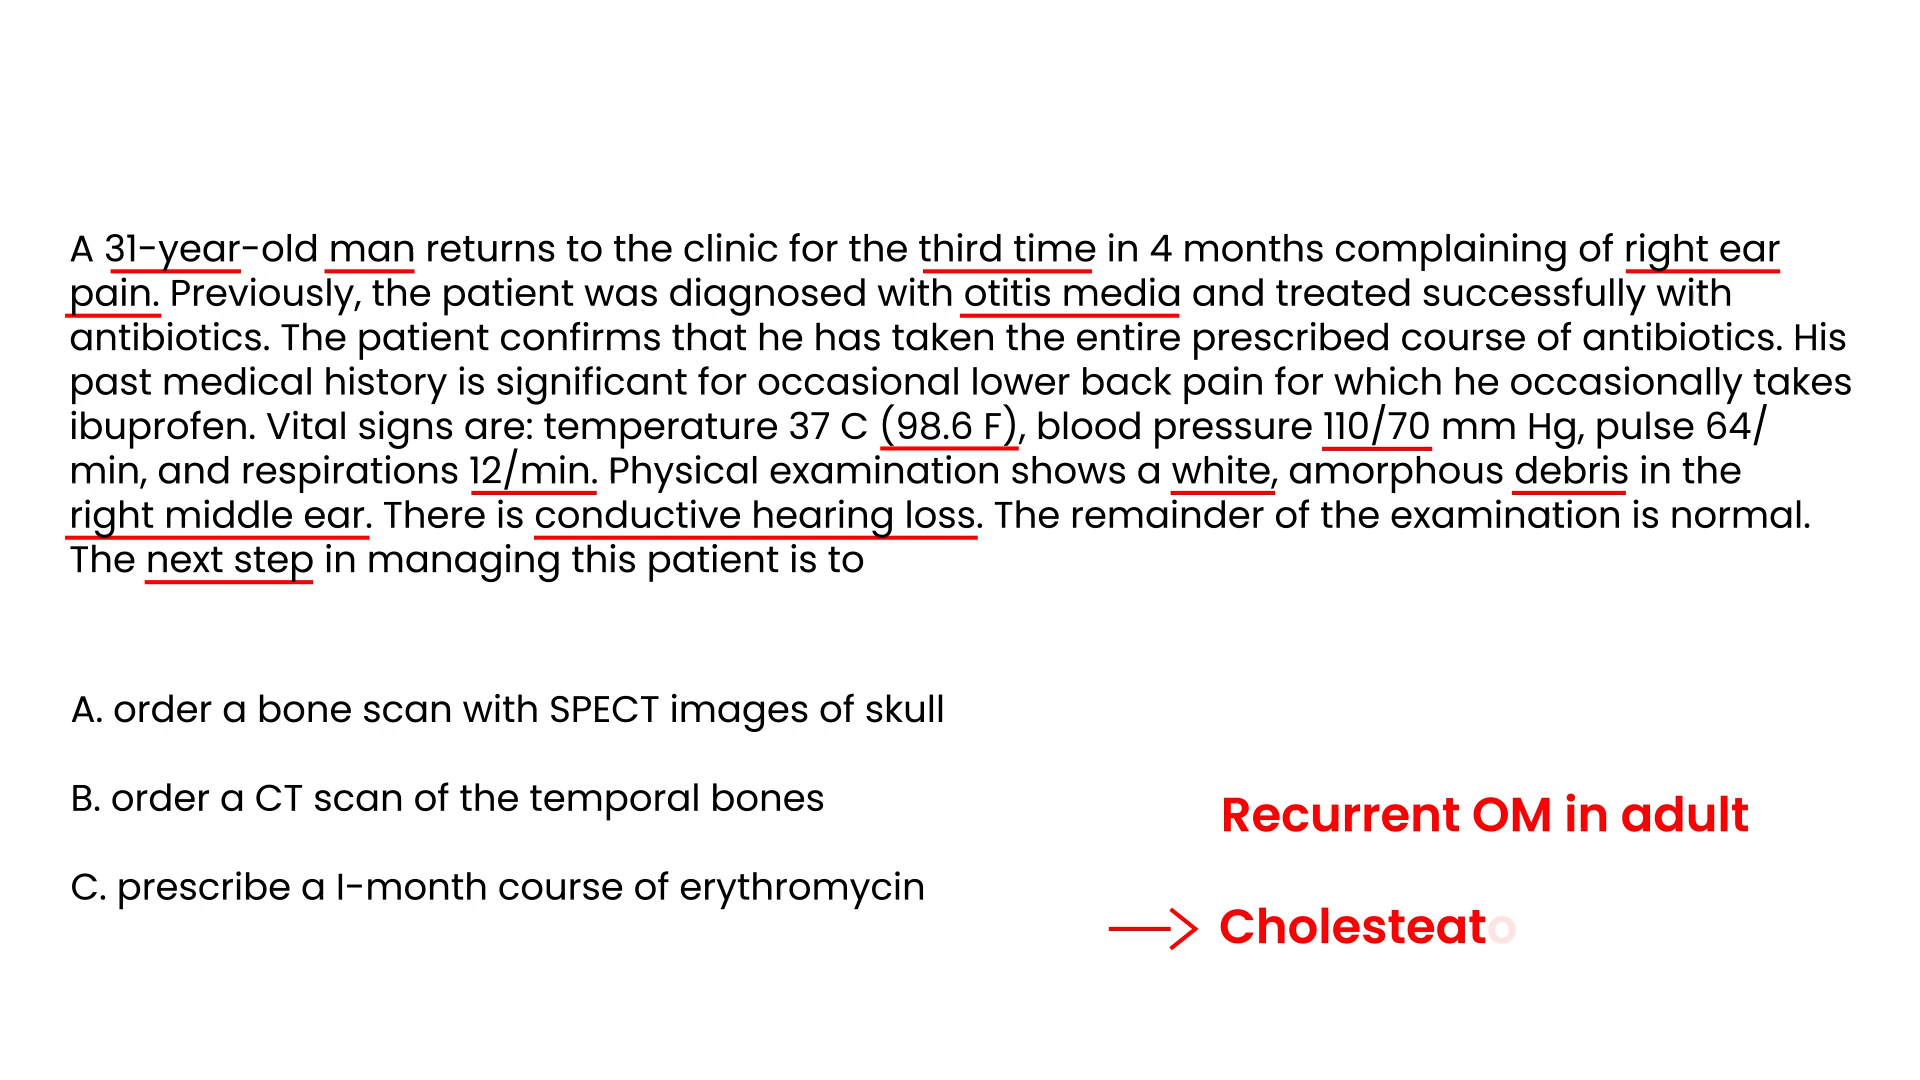 A 31-year-old man returns to the clinic for the third time in 4 months complaining of right ear
pain. Previously, the patient was diagnosed with otitis media and treated successfully with
antibiotics. The patient confirms that he has taken the entire prescribed course of antibiotics. His
past medical history is significant for occasional lower back pain for which he occasionally takes
ibuprofen. Vital signs are: temperature 37 C (98.6 F), blood pressure 110/70 mm Hg, pulse 64/
min, and respirations 12/min. Physical examination shows a white, amorphous debris in the
right middle ear. There is conductive hearing loss. The remainder of the examination is normal.
The next step in managing this patient is to
A. order a bone scan with SPECT images of skull
B. order a CT scan of the temporal bones
C. prescribe a I-month course of erythromycin
Recurrent OM in adult
Cholesteato